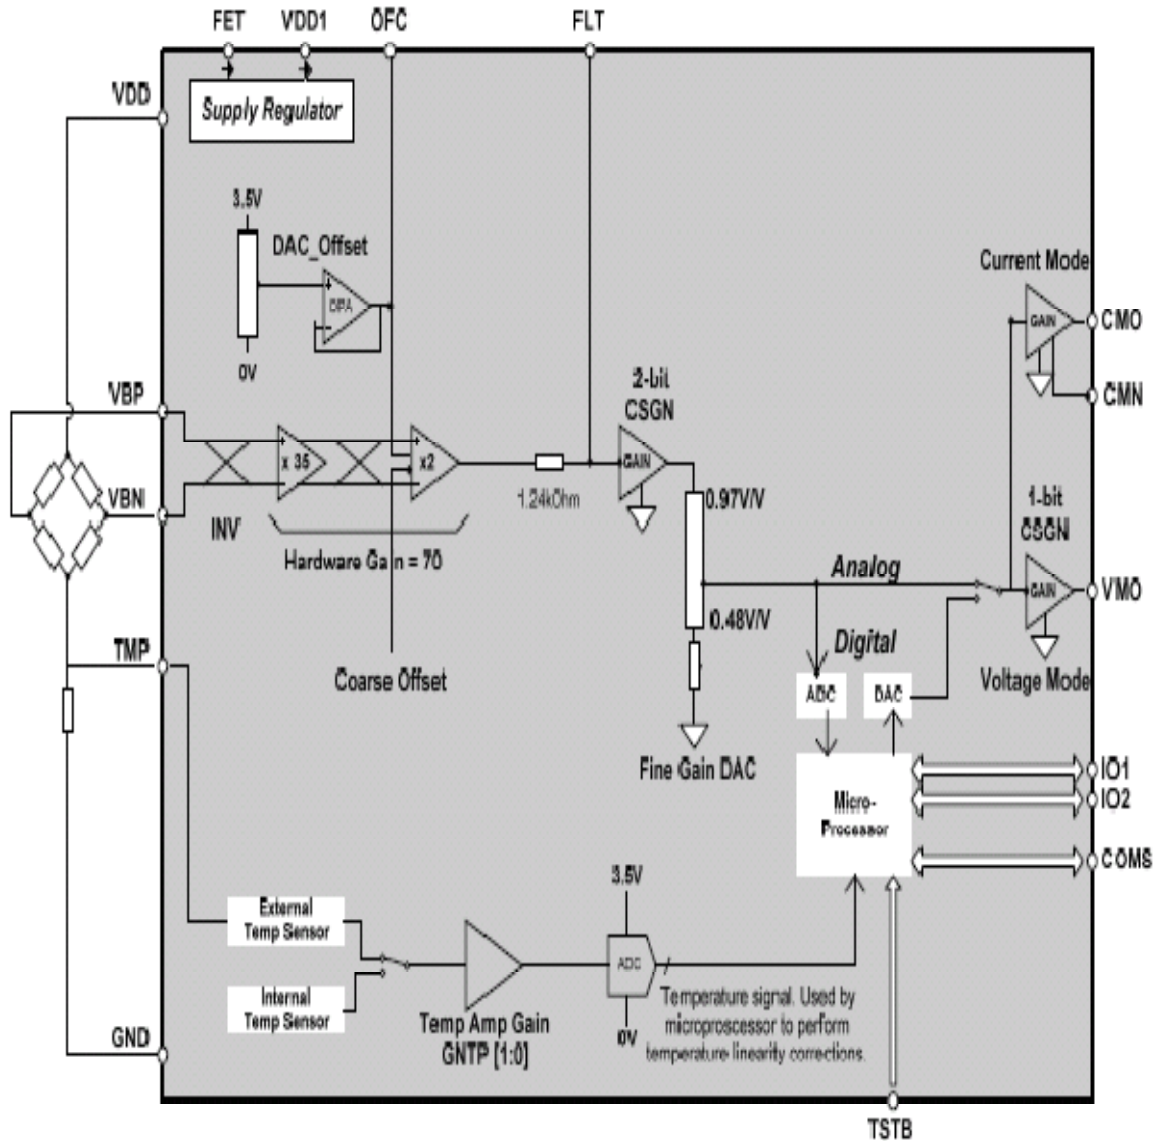 FET VDD1 OFC FLT
VDD
Supply Regulator
3.5V
DAC_Offset
OPA
0V
Current Mode
GAIN
CMO
CMN
VBP
2-bit
CSGN
x 35
x2
GAIN
1.24kOhm
0.97V/V
VBN
INV
Hardware Gain = 70
1-bit
CSGN
Analog
GAIN
VMO
0.48V/V
Digital
TMP
Coarse Offset
Voltage Mode
ADC
DAC
Fine Gain DAC
IO1
IO2
Micro-
Processor
COMS
3.5V
External
Temp Sensor
ADC
Internal
Temp Sensor
Temp Amp Gain
GNTP [1:0]
0V
Temperature signal. Used by
microproscessor to perform
temperature linearity corrections.
GND
TSTB